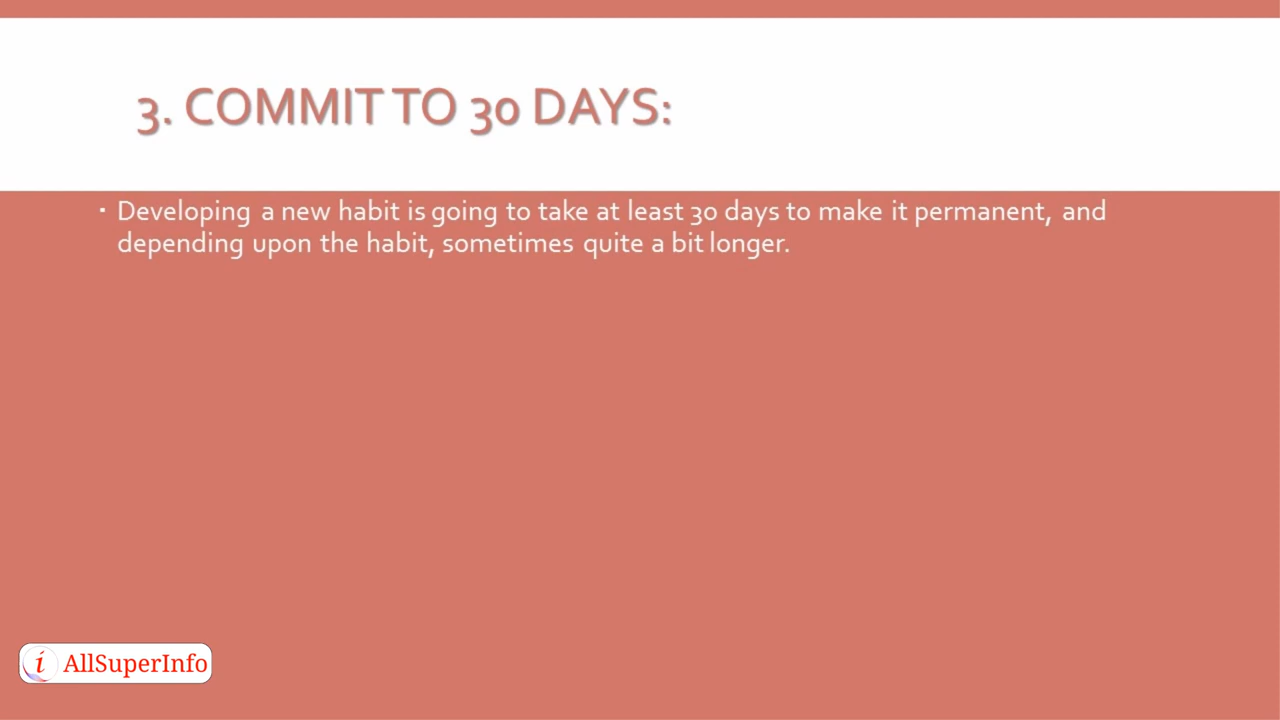 3. COMMIT TO 30 DAYS:
▪ Developing a new habit is going to take at least 30 days to make it permanent, and
depending upon the habit, sometimes quite a bit longer.
i AllSuperInfo